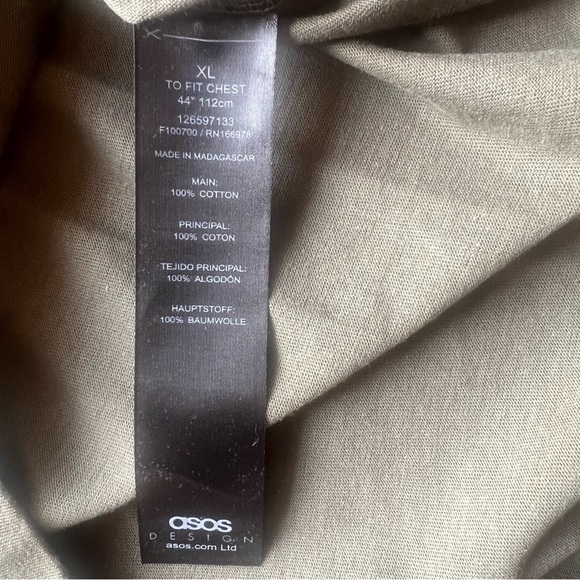 XL
TO FIT CHEST
44" 112cm
126597133
F100700 / RN166978
MADE IN MADAGASCAR
MAIN:
100% COTTON
PRINCIPAL:
100% COTON
TEJIDO PRINCIPAL:
100% ALGODÓN
HAUPTSTOFF:
100% BAUMWOLLE
asos
DESIGN
asos.com Ltd